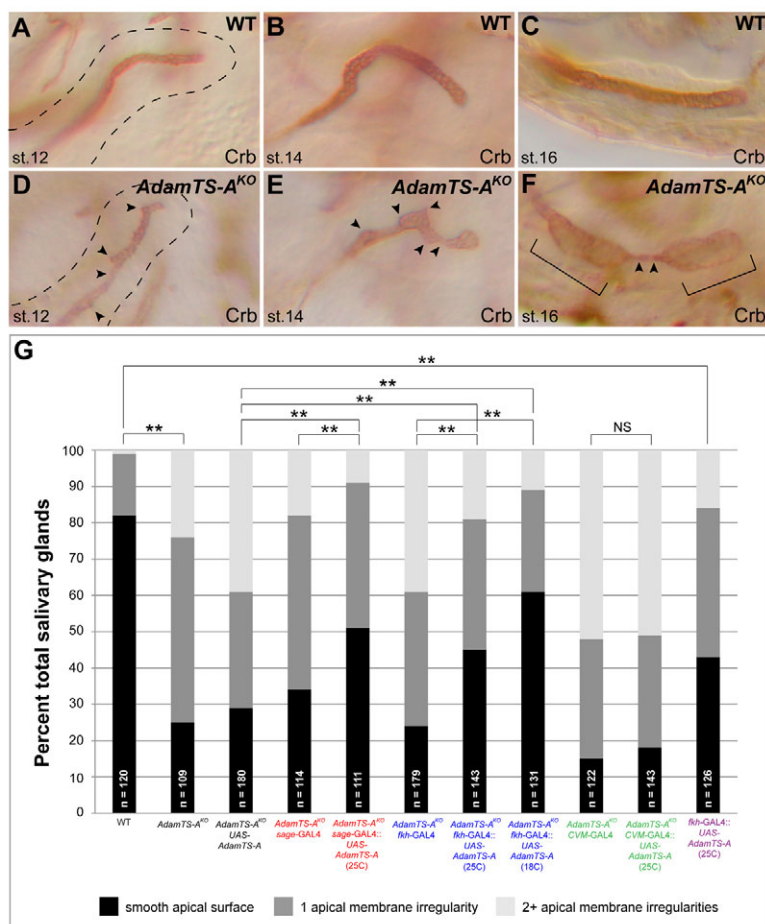 A WT
st.12 Crb
B WT
st.14 Crb
C WT
st.16 Crb
D AdamTS-A^KO
st.12 Crb
E AdamTS-A^KO
st.14 Crb
F AdamTS-A^KO
st.16 Crb
G
**
**
**
** **
** ** ** ** NS
Percent total salivary glands
100
90
80
70
60
50
40
30
20
10
0
n = 120
n = 109
n = 180
n = 114
n = 111
n = 179
n = 143
n = 131
n = 122
n = 143
n = 126
WT
AdamTS-A^KO
AdamTS-A^KO
UAS-
AdamTS-A
AdamTS-A^KO
sage-GAL4
AdamTS-A^KO
sage-GAL4::
UAS-
AdamTS-A
(25C)
AdamTS-A^KO
fkh-GAL4
AdamTS-A^KO
fkh-GAL4::
UAS-
AdamTS-A
(25C)
AdamTS-A^KO
fkh-GAL4::
UAS-
AdamTS-A
(18C)
AdamTS-A^KO
CVM-GAL4
AdamTS-A^KO
CVM-GAL4::
UAS-
AdamTS-A
(25C)
fkh-GAL4::
UAS-
AdamTS-A
(25C)
smooth apical surface
1 apical membrane irregularity
2+ apical membrane irregularities